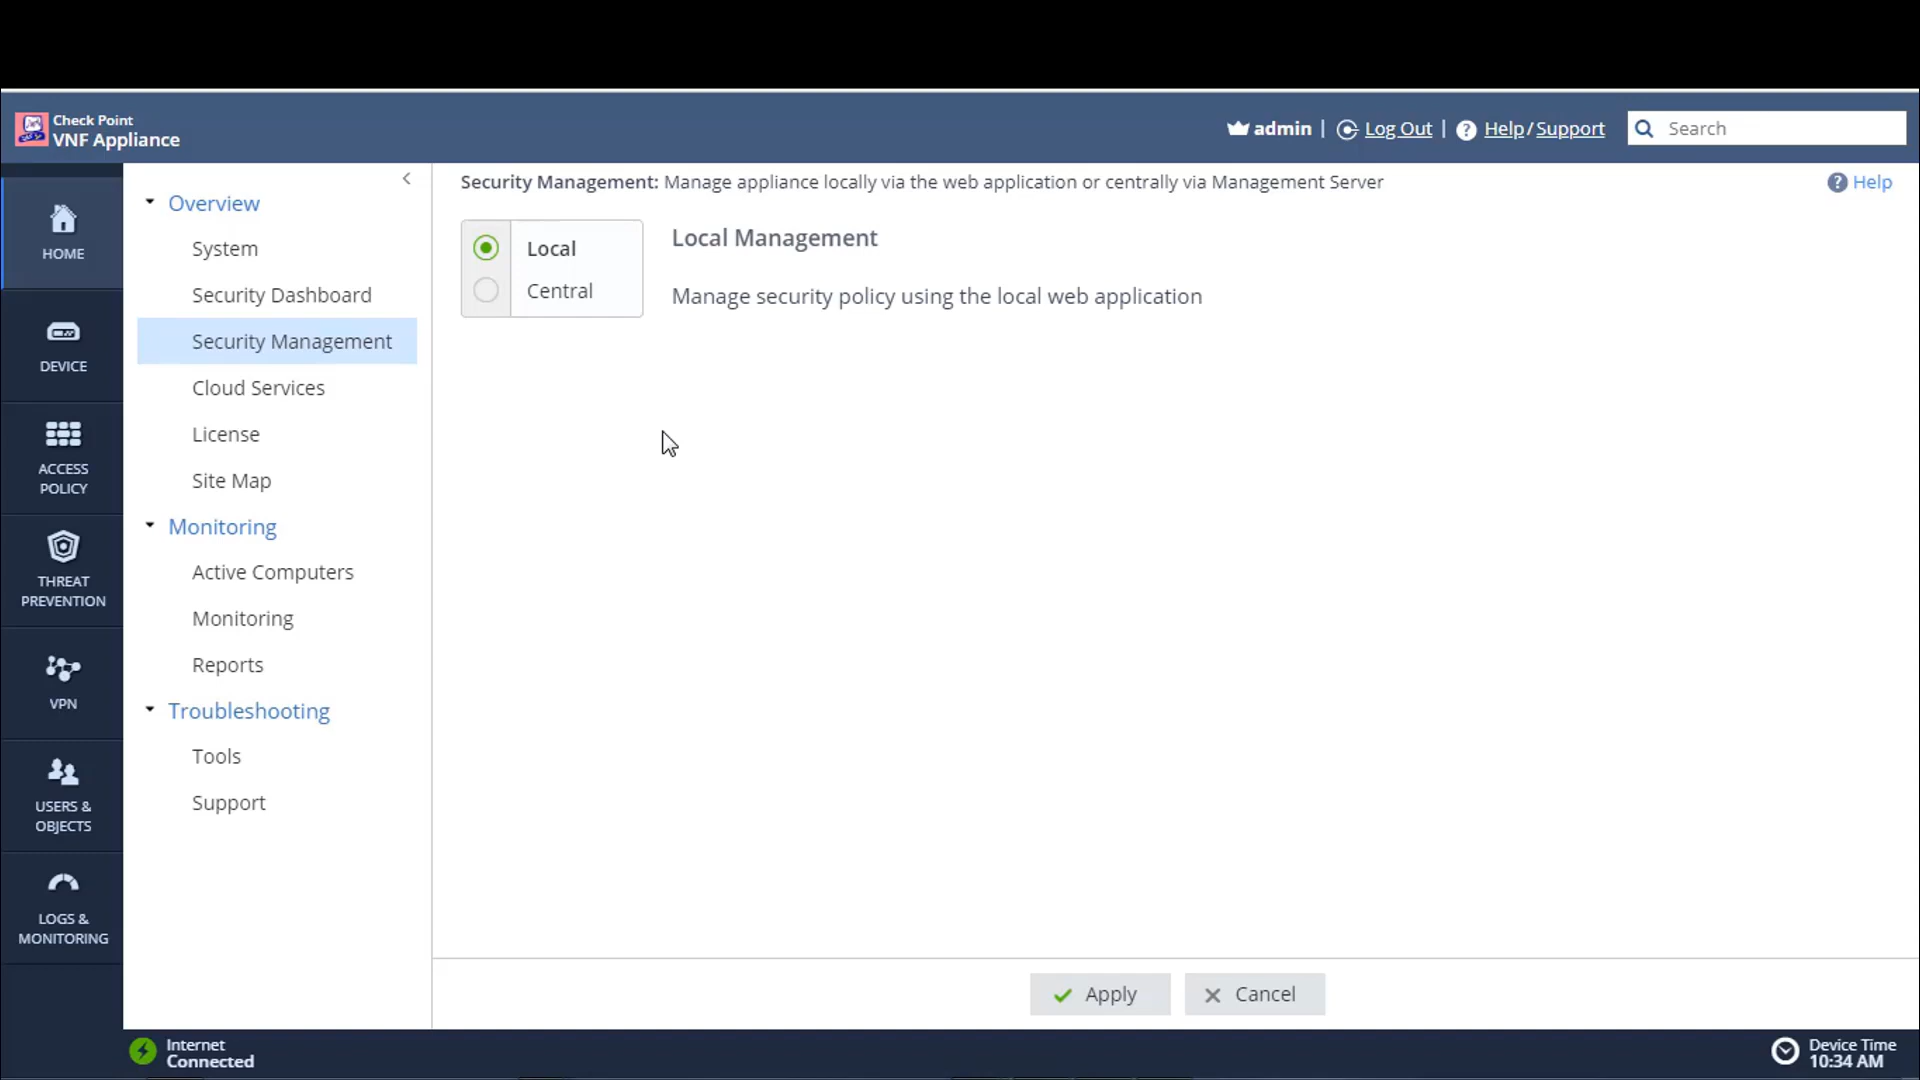 Check Point
VNF Appliance
admin | Log Out | Help/Support
Search
HOME
DEVICE
ACCESS
POLICY
THREAT
PREVENTION
VPN
USERS &
OBJECTS
LOGS &
MONITORING
Overview
System
Security Dashboard
Security Management
Cloud Services
License
Site Map
Monitoring
Active Computers
Monitoring
Reports
Troubleshooting
Tools
Support
Security Management: Manage appliance locally via the web application or centrally via Management Server
Help
Local
Central
Local Management
Manage security policy using the local web application
Apply
Cancel
Internet
Connected
Device Time
10:34 AM